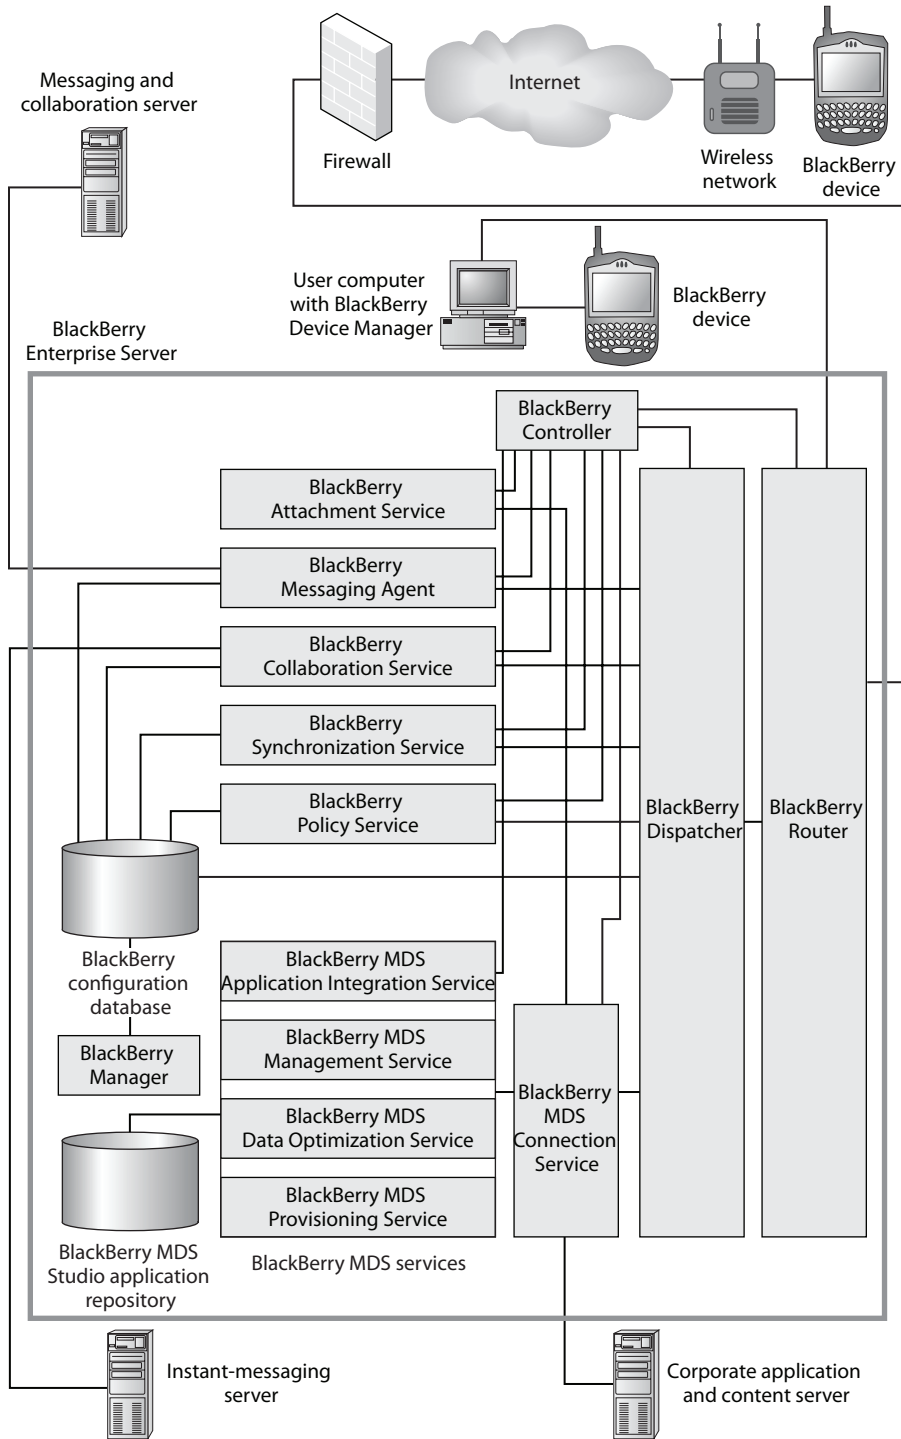 Messaging and
collaboration server
Firewall
Internet
Wireless
network
BlackBerry
device
User computer
with BlackBerry
Device Manager
BlackBerry
device
BlackBerry
Enterprise Server
BlackBerry
Controller
BlackBerry
Attachment Service
BlackBerry
Messaging Agent
BlackBerry
Collaboration Service
BlackBerry
Synchronization Service
BlackBerry
Policy Service
BlackBerry
Dispatcher
BlackBerry
Router
BlackBerry
configuration
database
BlackBerry
Manager
BlackBerry MDS
Application Integration Service
BlackBerry MDS
Management Service
BlackBerry MDS
Data Optimization Service
BlackBerry MDS
Provisioning Service
BlackBerry
MDS
Connection
Service
BlackBerry MDS
Studio application
repository
BlackBerry MDS services
Instant-messaging
server
Corporate application
and content server